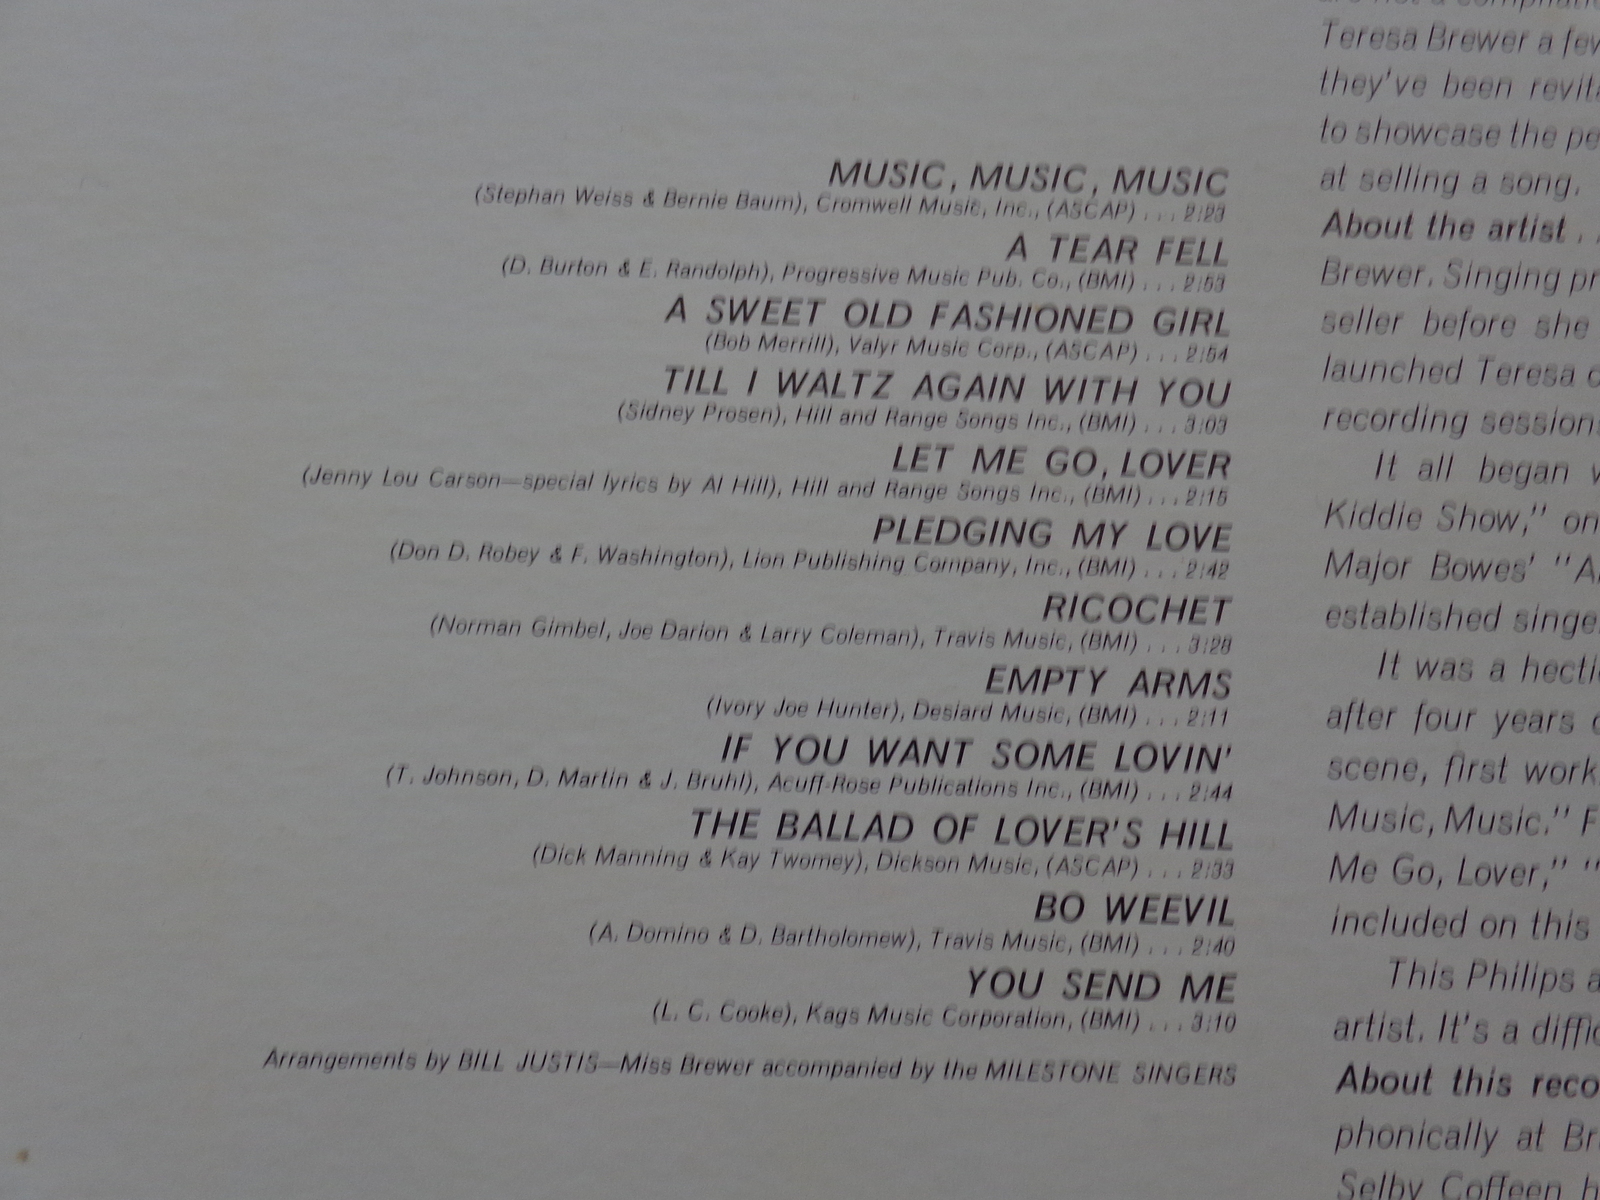 MUSIC, MUSIC, MUSIC
(Stephan Weiss & Bernie Baum), Cromwell Music, Inc., (ASCAP) . . . 2:23
A TEAR FELL
(D. Burton & E. Randolph), Progressive Music Pub. Co., (BMI) . . . 2:53
A SWEET OLD FASHIONED GIRL
(Bob Merrill), Valyr Music Corp., (ASCAP) . . . 2:54
TILL I WALTZ AGAIN WITH YOU
(Sidney Prosen), Hill and Range Songs Inc., (BMI) . . . 3:03
LET ME GO, LOVER
(Jenny Lou Carson—special lyrics by Al Hill), Hill and Range Songs Inc., (BMI) . . . 2:15
PLEDGING MY LOVE
(Don D. Robey & F. Washington), Lion Publishing Company, Inc., (BMI) . . . 2:42
RICOCHET
(Norman Gimbel, Joe Darion & Larry Coleman), Travis Music, (BMI) . . . 3:28
EMPTY ARMS
(Ivory Joe Hunter), Desiard Music, (BMI) . . . 2:11
IF YOU WANT SOME LOVIN'
(T. Johnson, D. Martin & J. Bruhl), Acuff-Rose Publications Inc., (BMI) . . . 2:44
THE BALLAD OF LOVER'S HILL
(Dick Manning & Kay Twomey), Dickson Music, (ASCAP) . . . 2:33
BO WEEVIL
(A. Domino & D. Bartholomew), Travis Music, (BMI) . . . 2:40
YOU SEND ME
(L. C. Cooke), Kags Music Corporation, (BMI) . . . 3:10
Arrangements by BILL JUSTIS—Miss Brewer accompanied by the MILESTONE SINGERS
Teresa Brewer a few
they've been revit
to showcase the pe
at selling a song.
About the artist . .
Brewer. Singing pr
seller before she
launched Teresa
recording sessions
It all began
Kiddie Show," on
Major Bowes' "A
established singe
It was a hecti
after four years
scene, first work
Music, Music." F
Me Go, Lover," "
included on this
This Philips a
artist. It's a diffic
About this reco
phonically at Br
Selby Coffeen h